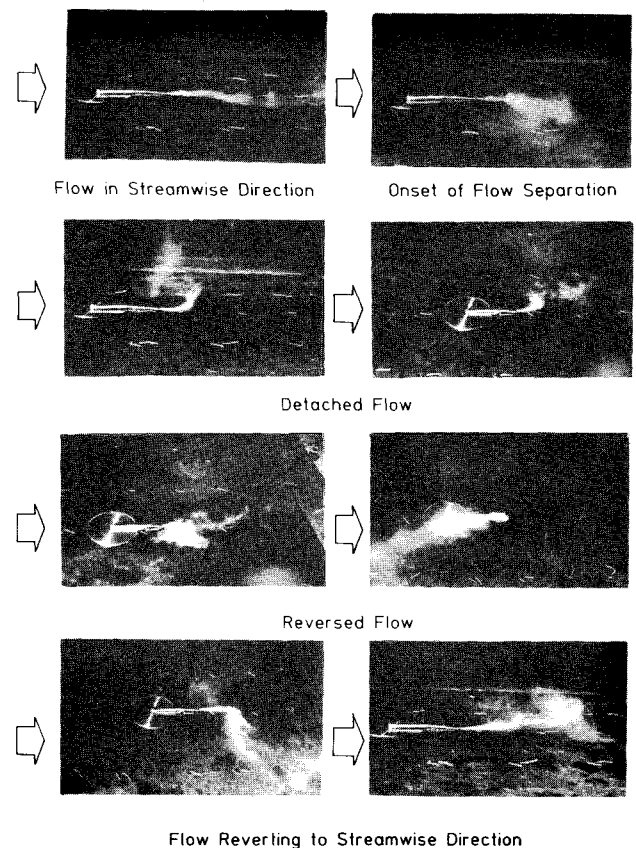 Flow in Streamwise Direction
Onset of Flow Separation
Detached Flow
Reversed Flow
Flow Reverting to Streamwise Direction